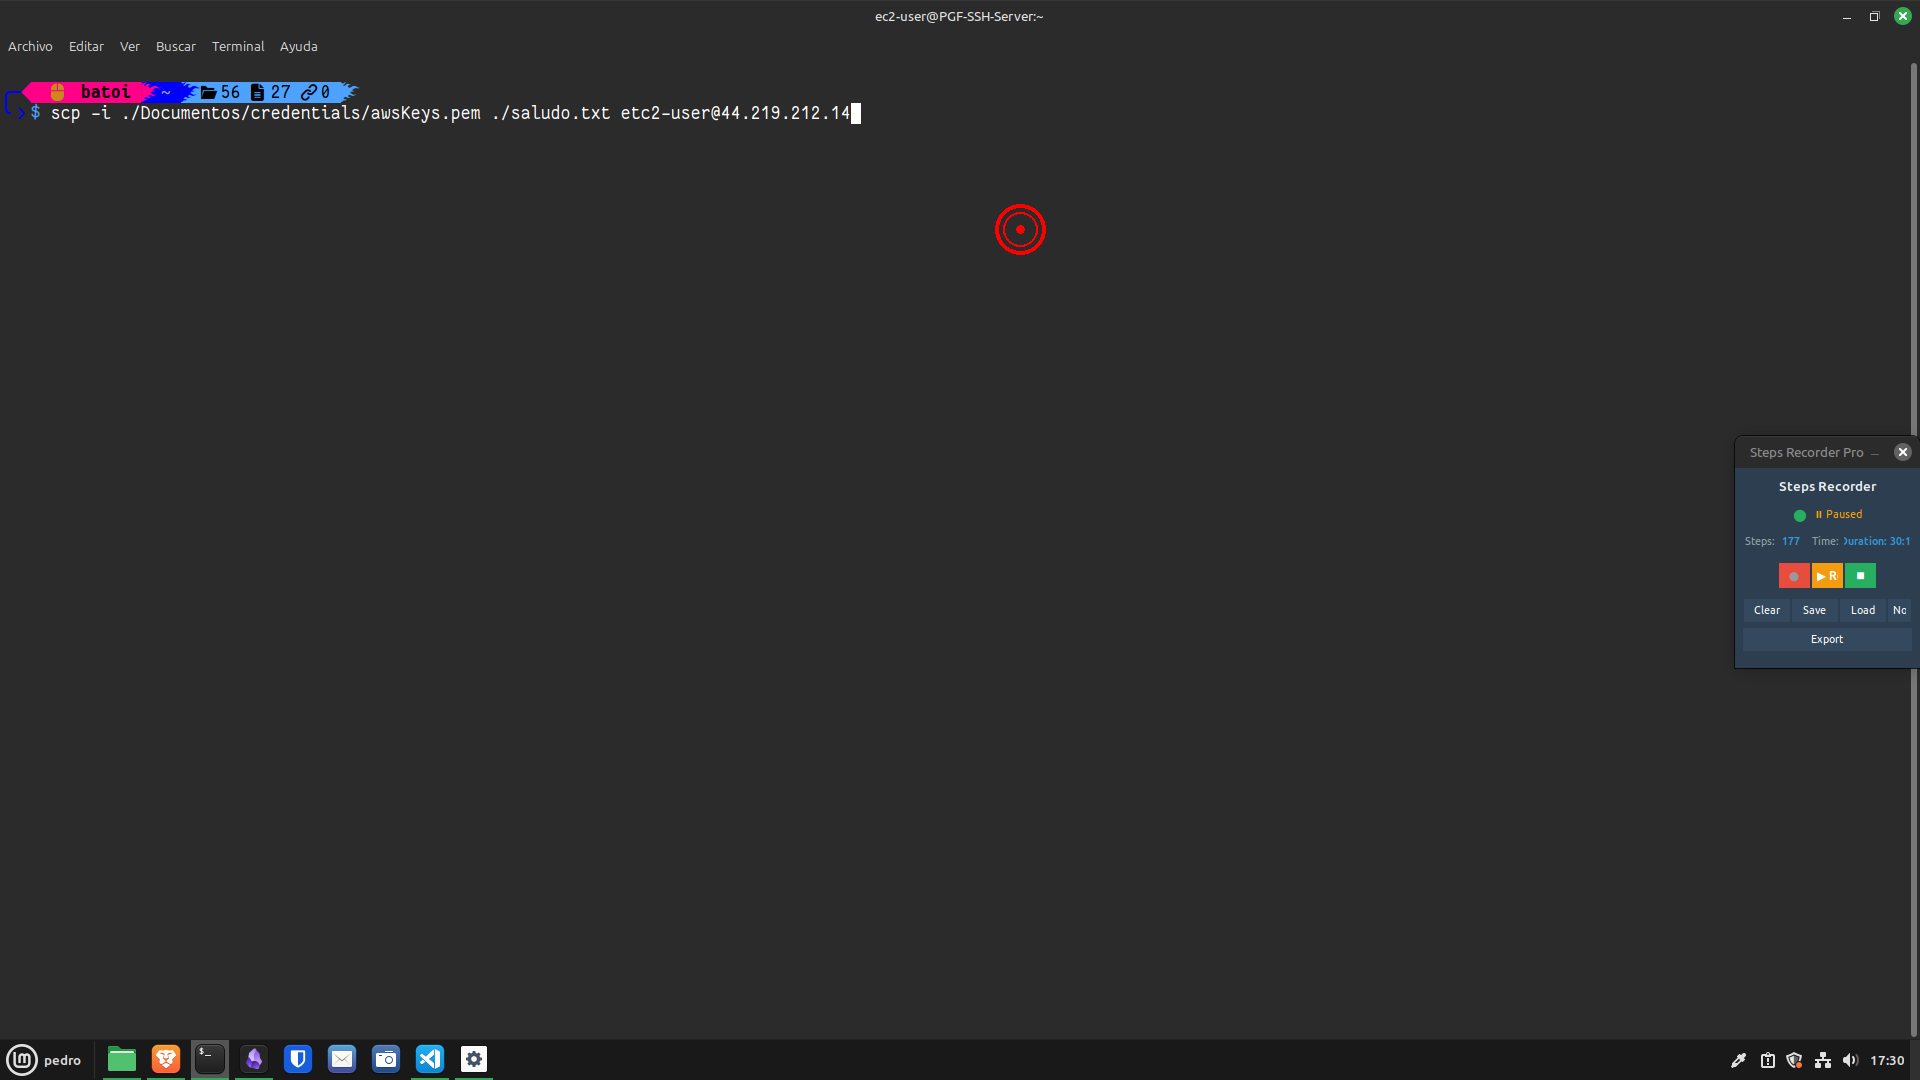 ec2-user@PGF-SSH-Server:~
Archivo Editar Ver Buscar Terminal Ayuda
batoi ~ 56 27 0
$ scp -i ./Documentos/credentials/awsKeys.pem ./saludo.txt etc2-user@44.219.212.14
Steps Recorder Pro
Steps Recorder
Paused
Steps: 177 Time: Duration: 30:1
R
Clear Save Load No
Export
pedro
17:30